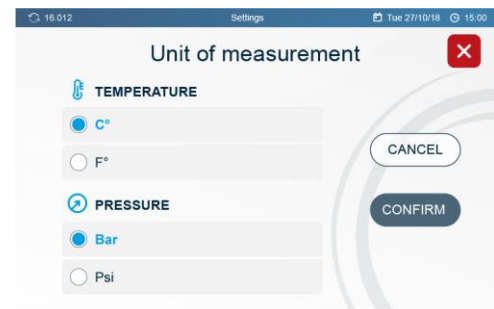 16.012 Settings Tue 27/10/18 15:00
Unit of measurement
TEMPERATURE
C°
F°
CANCEL
PRESSURE
CONFIRM
Bar
Psi